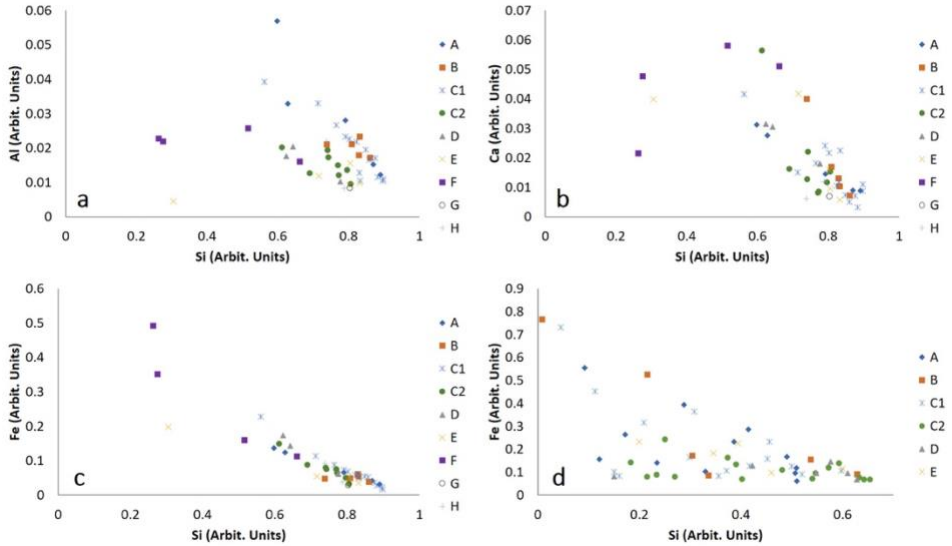 0.06
0.05
0.04
0.03
0.02
0.01
0
Al (Arbit. Units)
a
0 0.2 0.4 0.6 0.8 1
Si (Arbit. Units)
A
B
C1
C2
D
E
F
G
H
0.07
0.06
0.05
0.04
0.03
0.02
0.01
0
Ca (Arbit. Units)
b
0 0.2 0.4 0.6 0.8 1
Si (Arbit. Units)
A
B
C1
C2
D
E
F
G
H
0.6
0.5
0.4
0.3
0.2
0.1
0
Fe (Arbit. Units)
c
0 0.2 0.4 0.6 0.8 1
Si (Arbit. Units)
A
B
C1
C2
D
E
F
G
H
0.9
0.8
0.7
0.6
0.5
0.4
0.3
0.2
0.1
0
Fe (Arbit. Units)
d
0 0.2 0.4 0.6
Si (Arbit. Units)
A
B
C1
C2
D
E